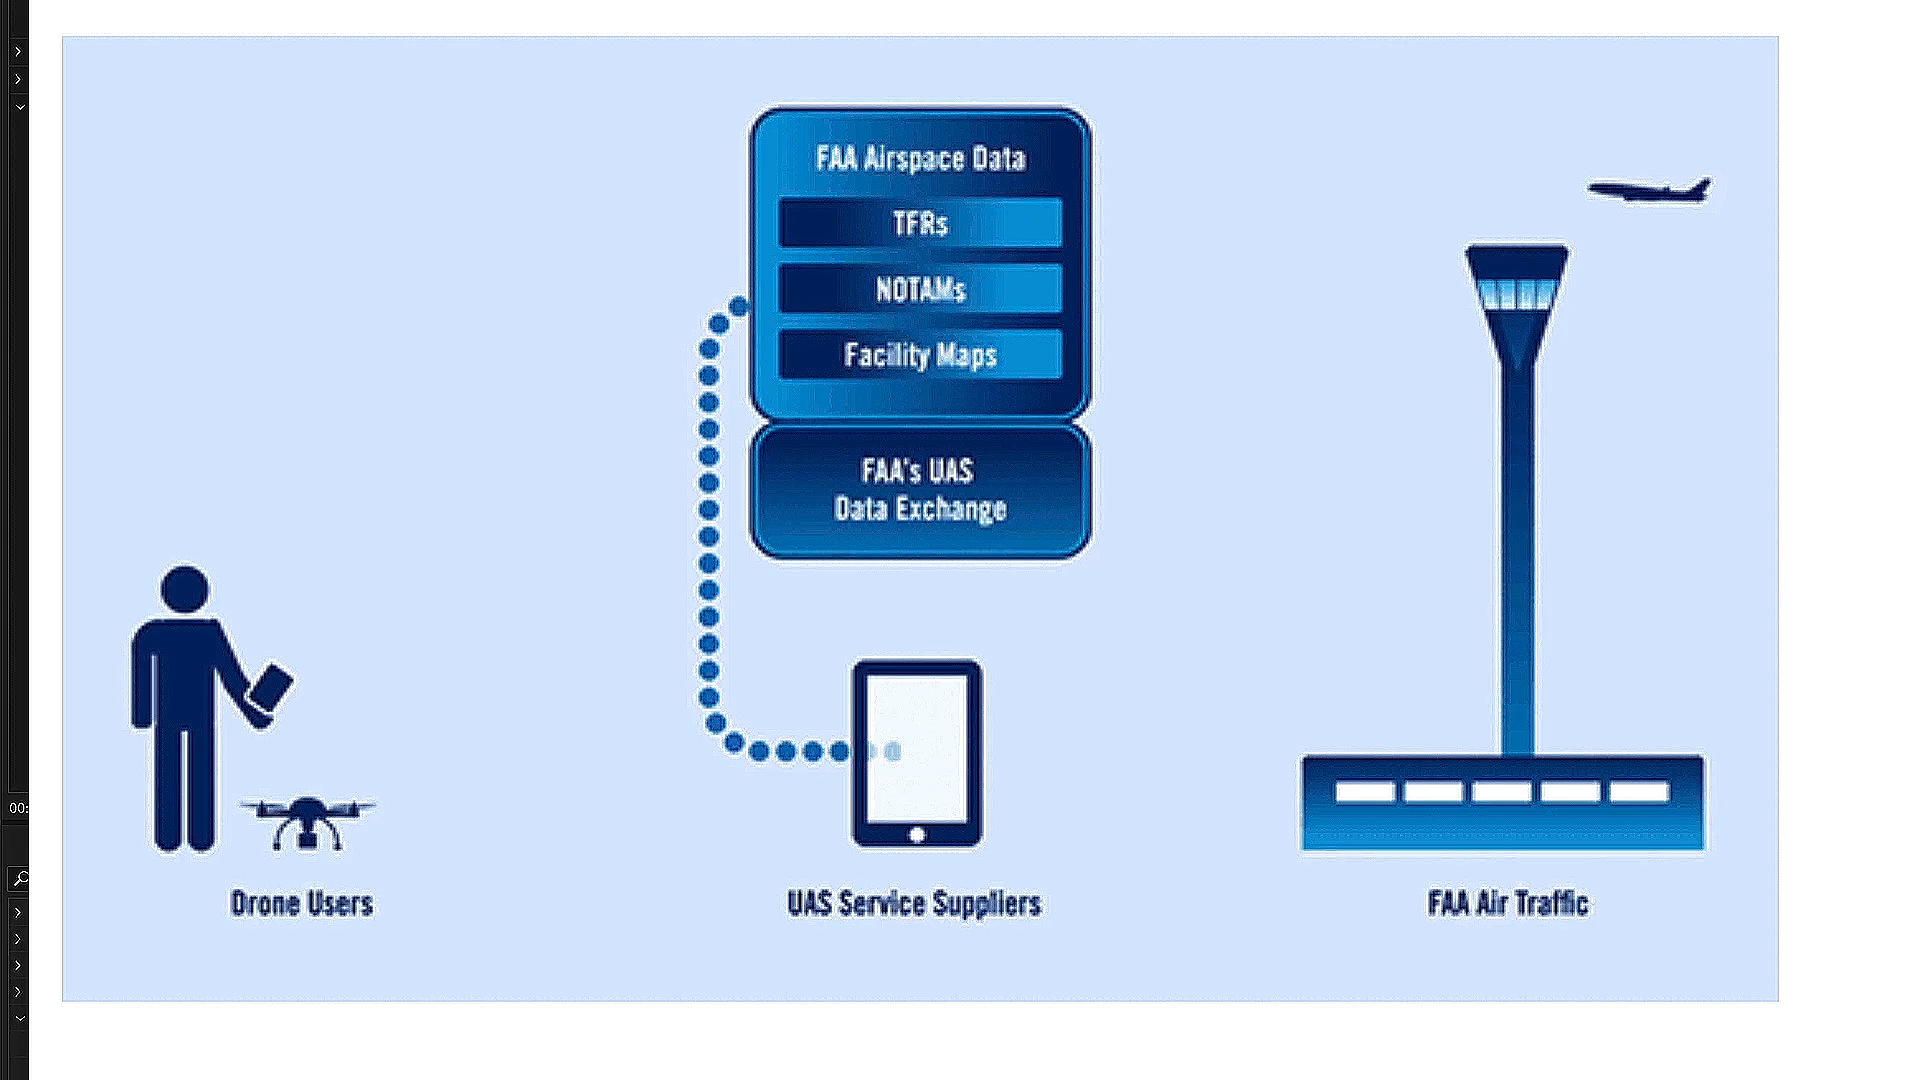 FAA Airspace Data
TFRs
NOTAMs
Facility Maps
FAA's UAS
Data Exchange
00:
Drone Users
UAS Service Suppliers
FAA Air Traffic